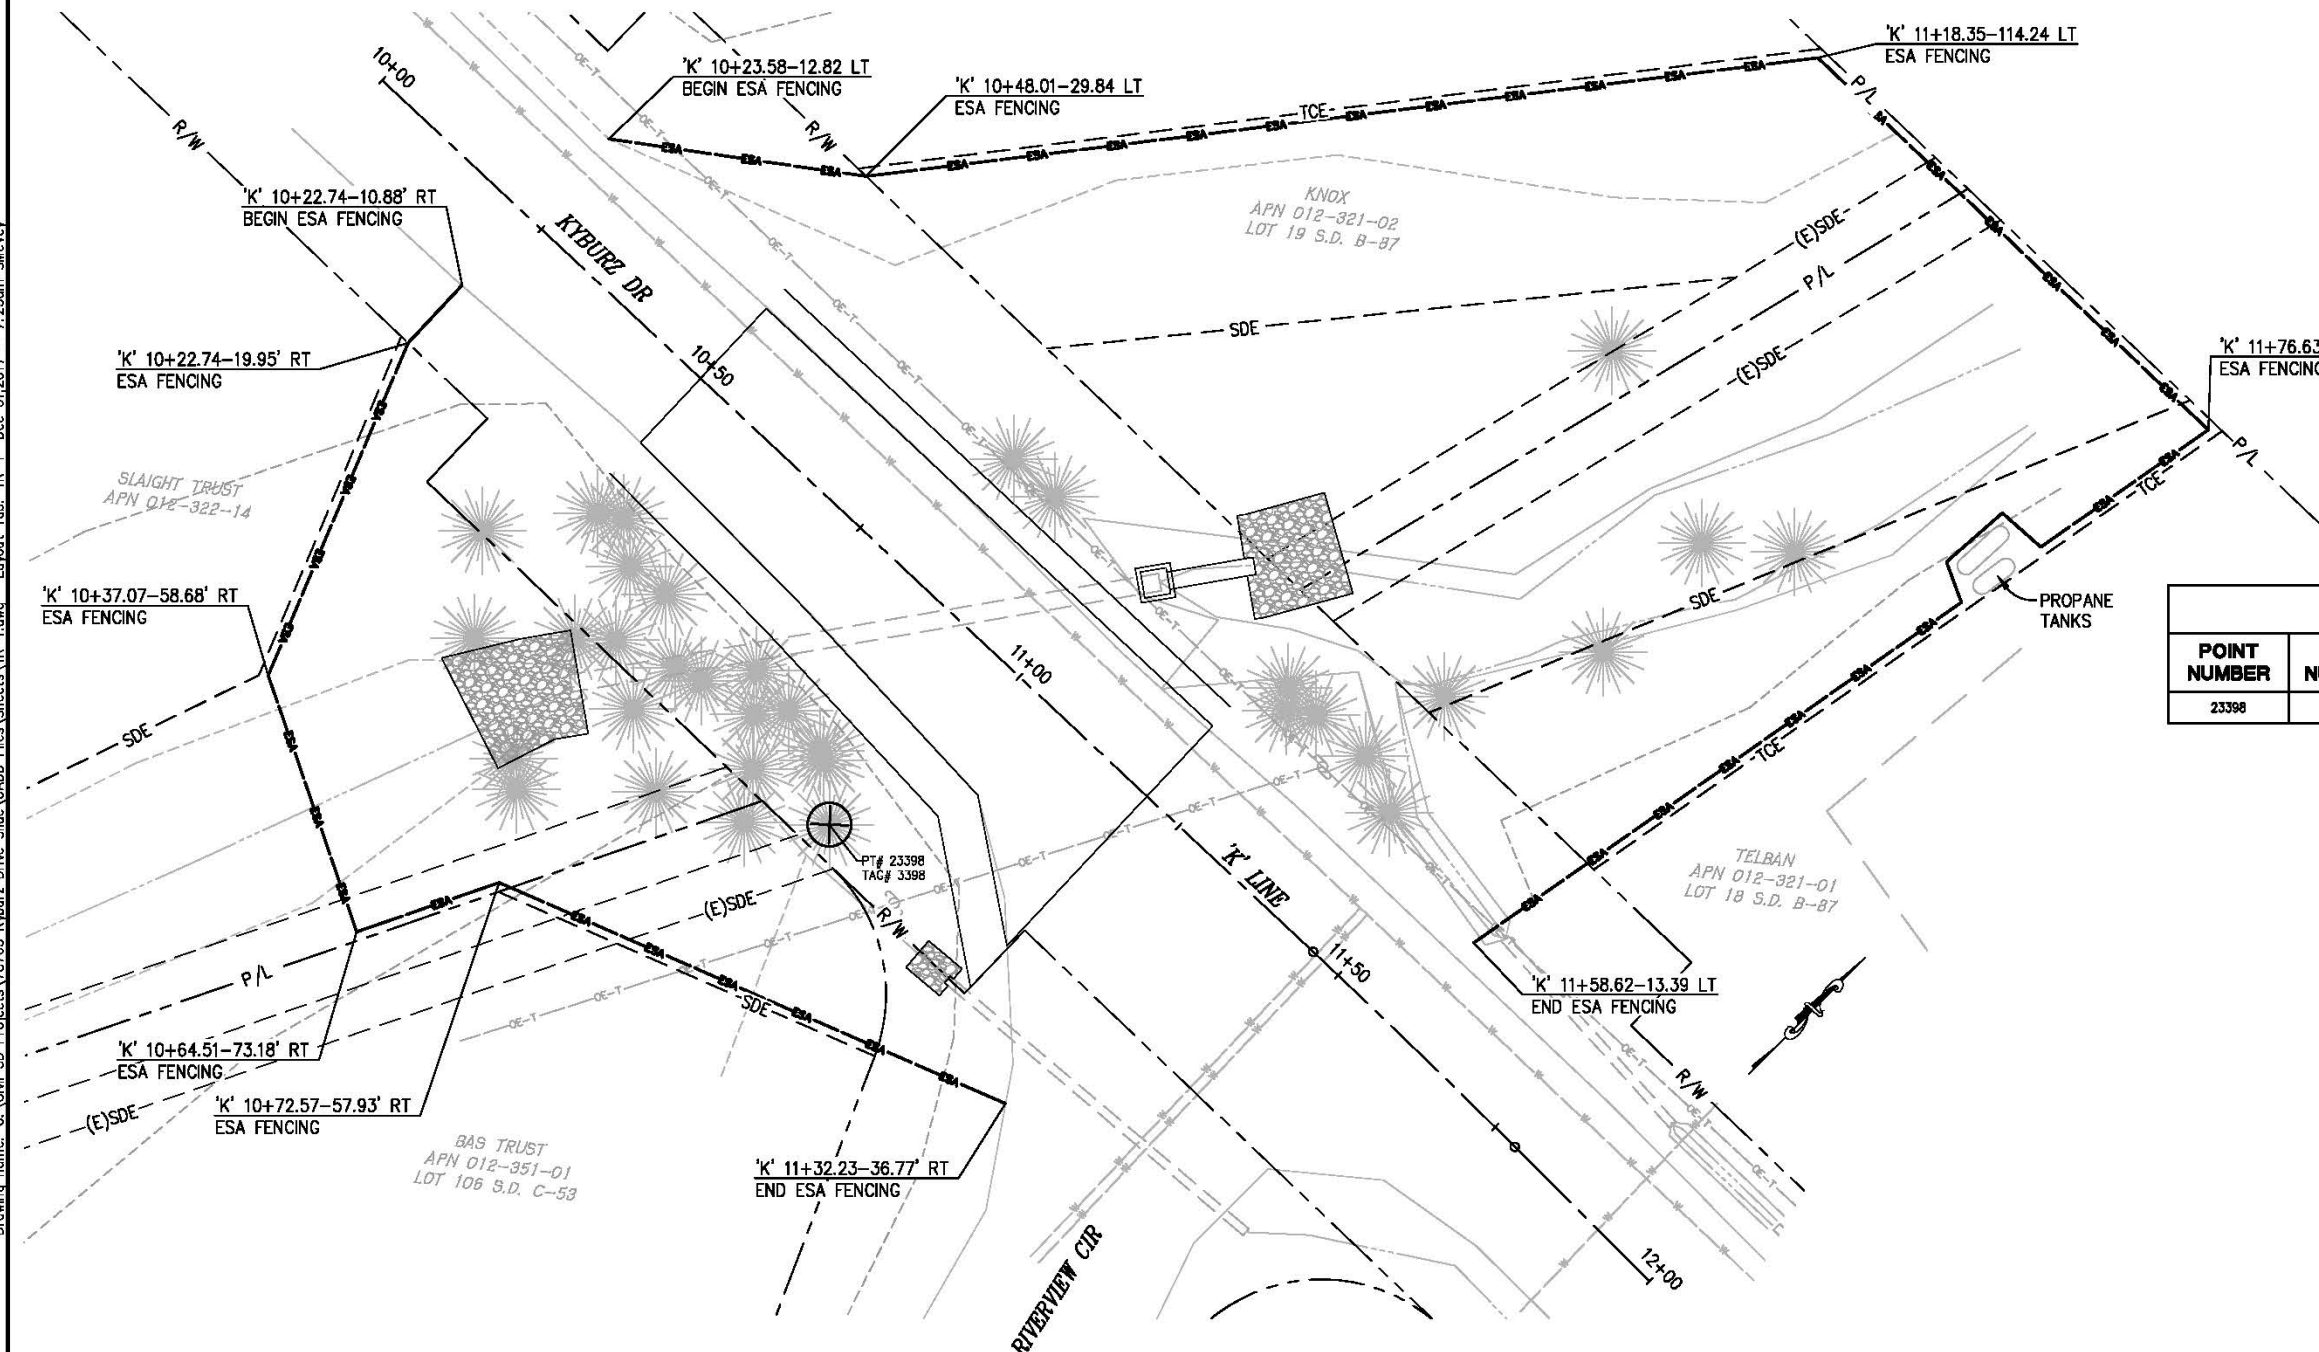 'K' 11+18.35-114.24 LT
ESA FENCING
'K' 10+23.58-12.82 LT
BEGIN ESA FENCING
'K' 10+48.01-29.84 LT
ESA FENCING
10+00
R/W
R/W
TCE
P/L
'K' 10+22.74-10.88' RT
BEGIN ESA FENCING
KYBURZ DR
KNOX
APN 012-321-02
LOT 19 S.D. B-87
(E)SDE
P/L
SDE
(E)SDE
'K' 10+22.74-19.95' RT
ESA FENCING
10+50
'K' 11+76.63
ESA FENCING
P/L
SLAIGHT TRUST
APN 012-322-14
TCE
'K' 10+37.07-58.68' RT
ESA FENCING
SDE
PROPANE
TANKS
POINT
NUMBER
23398
11+00
SDE
TCE
'K' LINE
PT# 23398
TAG# 3398
TELBAN
APN 012-321-01
LOT 18 S.D. B-87
(E)SDE
R/W
P/L
11+50
SDE
'K' 11+58.62-13.39 LT
END ESA FENCING
'K' 10+64.51-73.18' RT
ESA FENCING
'K' 10+72.57-57.93' RT
ESA FENCING
(E)SDE
R/W
BAS TRUST
APN 012-351-01
LOT 106 S.D. C-53
'K' 11+32.23-36.77' RT
END ESA FENCING
RIVERVIEW CIR
12+00